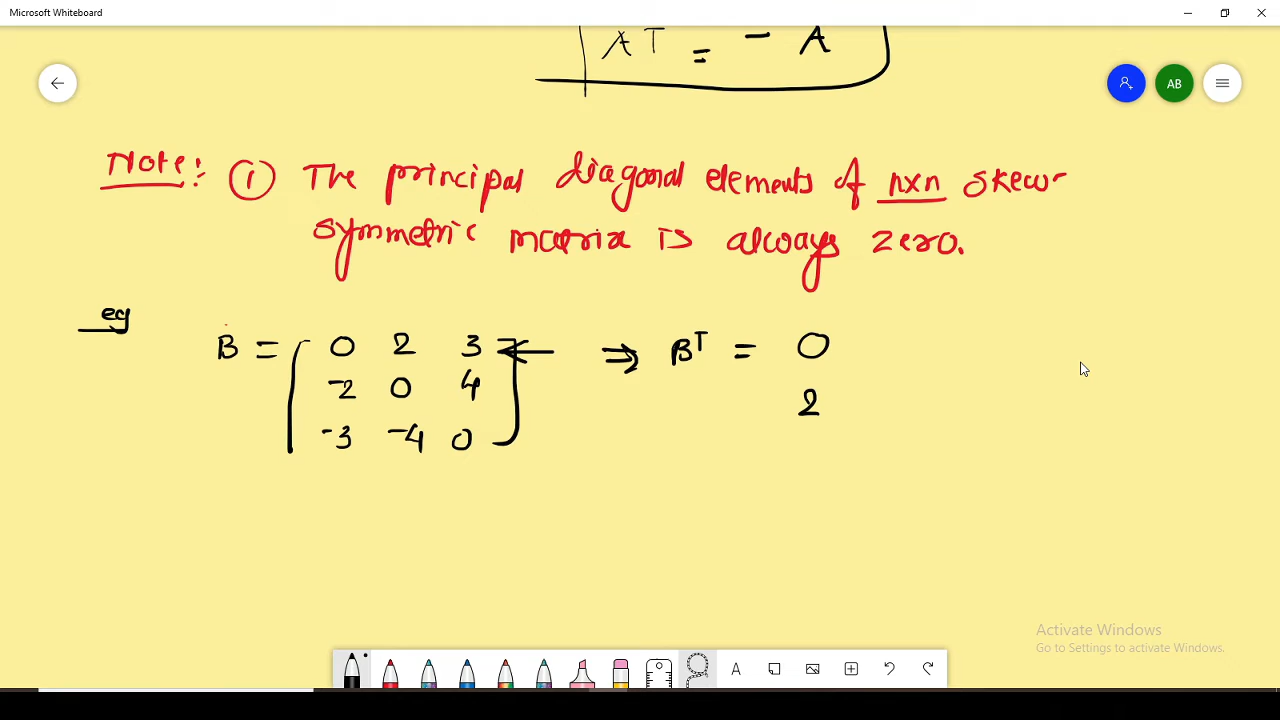 Microsoft Whiteboard
A^T = - A
AB
Note:- ① The principal diagonal elements of nxn skew-
symmetric matrix is always zero.
eg
B = [ 0 2 3 ⇒ B^T = 0
-2 0 4 2
-3 -4 0 ]
Activate Windows
Go to Settings to activate Windows.
A